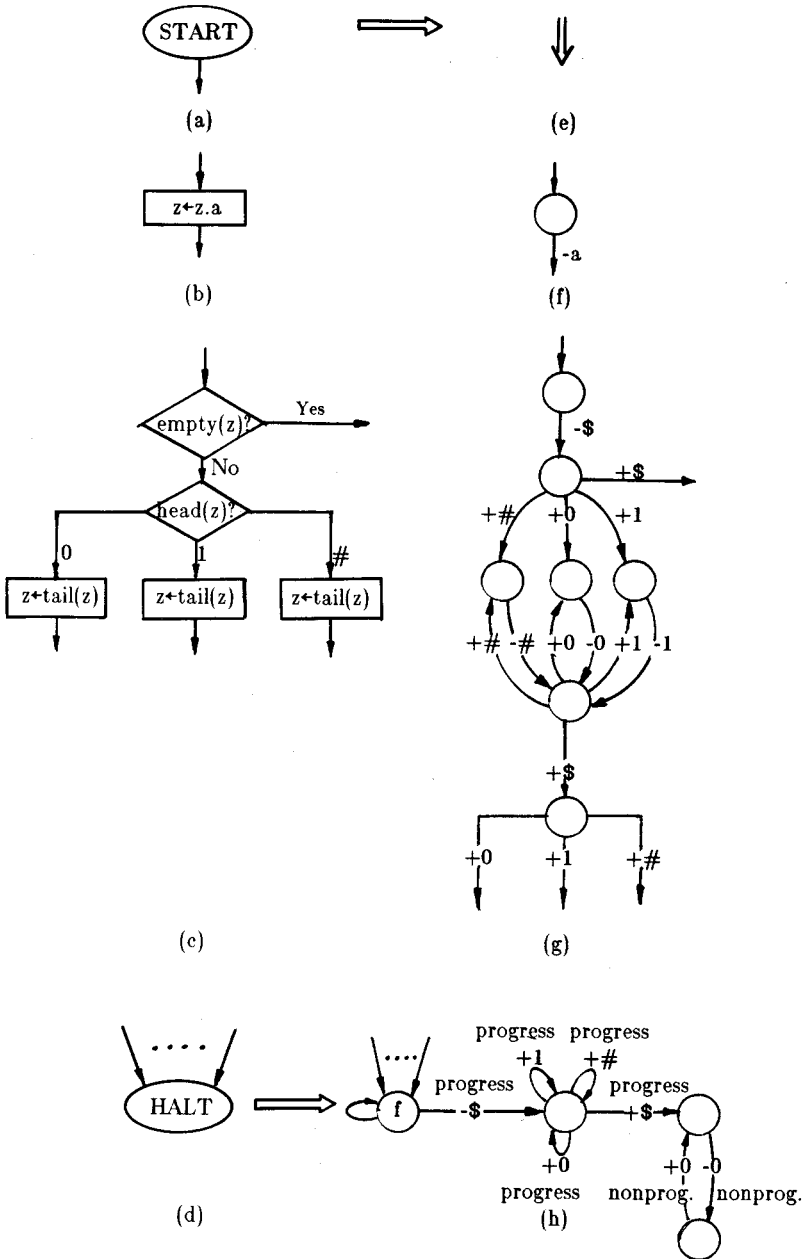 START
(a)
(e)
z←z.a
-a
(b)
(f)
empty(z)?
Yes
No
head(z)?
0
1
#
z←tail(z)
z←tail(z)
z←tail(z)
-$
+$
+#
+0
+1
+#
-#
+0
-0
+1
-1
+$
+0
+1
+#
(c)
(g)
....
HALT
....
f
progress
-$
progress
+1
progress
+#
+0
progress
progress
+$
+0
-0
nonprog.
nonprog.
(d)
(h)